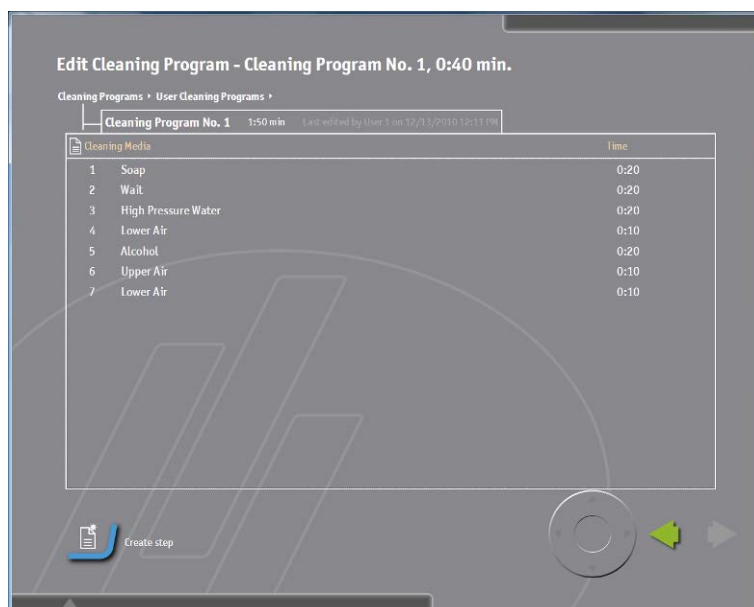 Edit Cleaning Program - Cleaning Program No. 1, 0:40 min.
Cleaning Programs ▸ User Cleaning Programs ▸
Cleaning Program No. 1 1:50 min Last edited by User 1 on 12/13/2010 12:11 PM
Cleaning Media Time
1 Soap 0:20
2 Wait 0:20
3 High Pressure Water 0:20
4 Lower Air 0:10
5 Alcohol 0:20
6 Upper Air 0:10
7 Lower Air 0:10
Create step